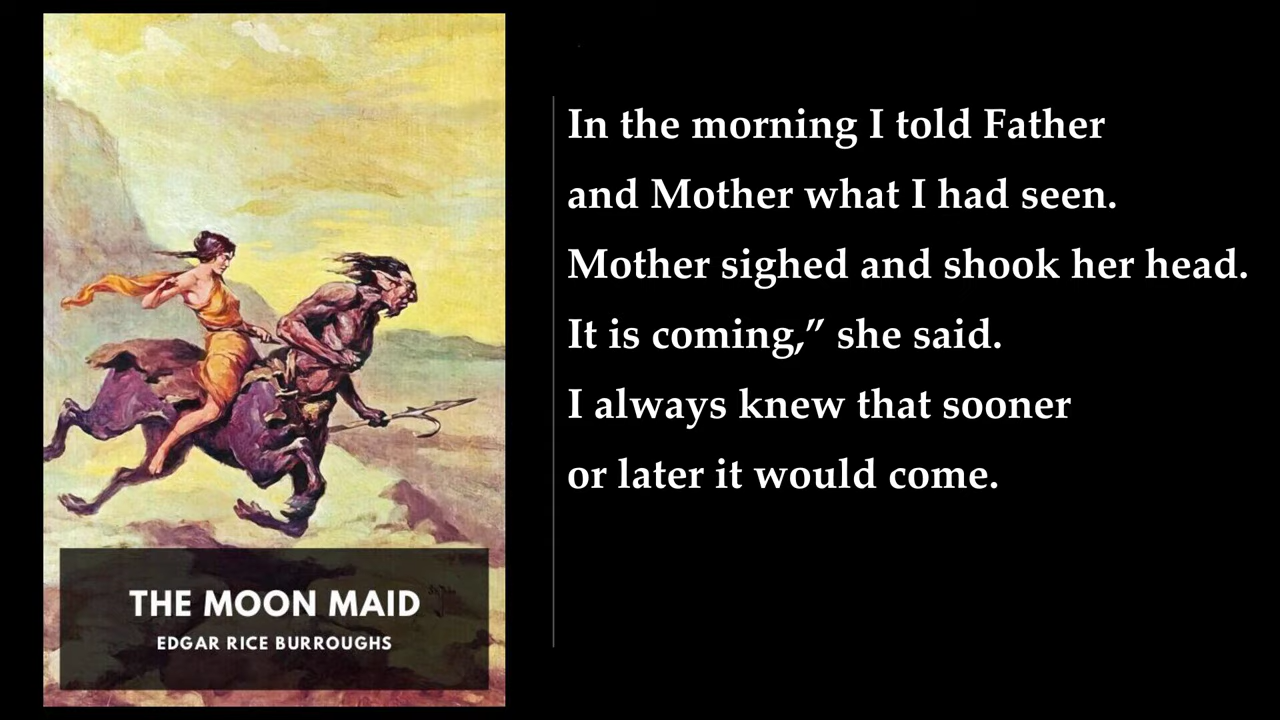 THE MOON MAID
EDGAR RICE BURROUGHS
In the morning I told Father
and Mother what I had seen.
Mother sighed and shook her head.
It is coming,” she said.
I always knew that sooner
or later it would come.